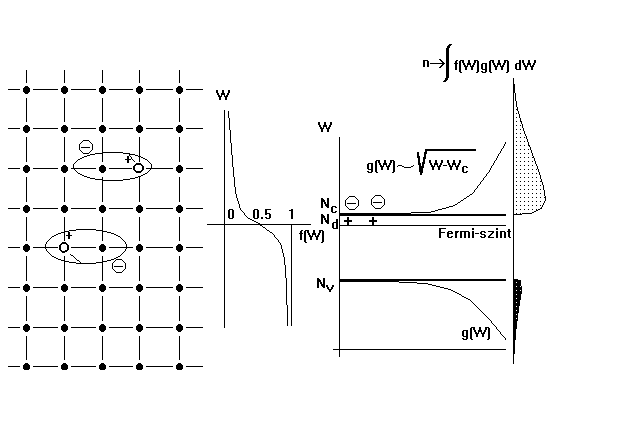 n→∫ f(W)g(W) dW
W
W
g(W)~√W-Wc
Nc
Nd
0 0.5 1
f(W)
Fermi-szint
Nv
g(W)